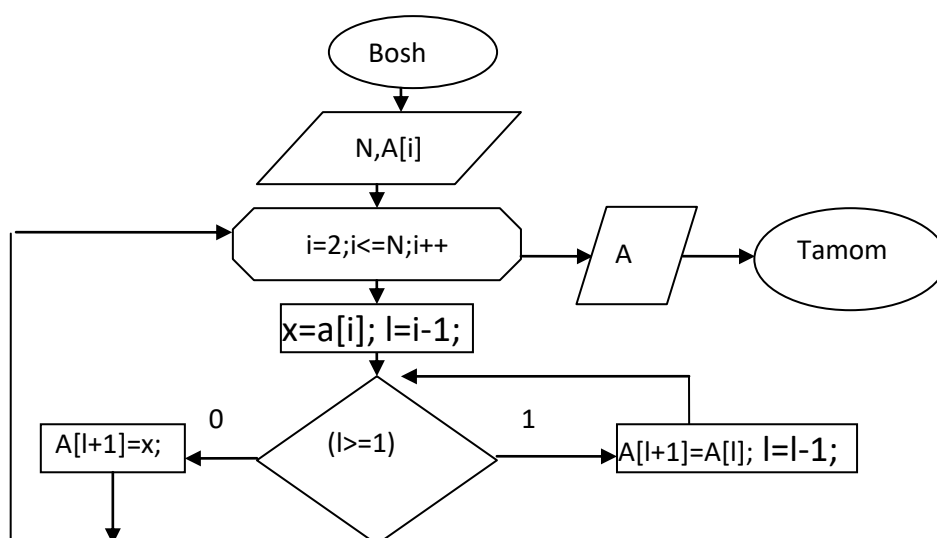 Bosh
N,A[i]
i=2;i<=N;i++
A
Tamom
x=a[i]; l=i-1;
0
(l>=1)
1
A[l+1]=x;
A[l+1]=A[l]; l=l-1;